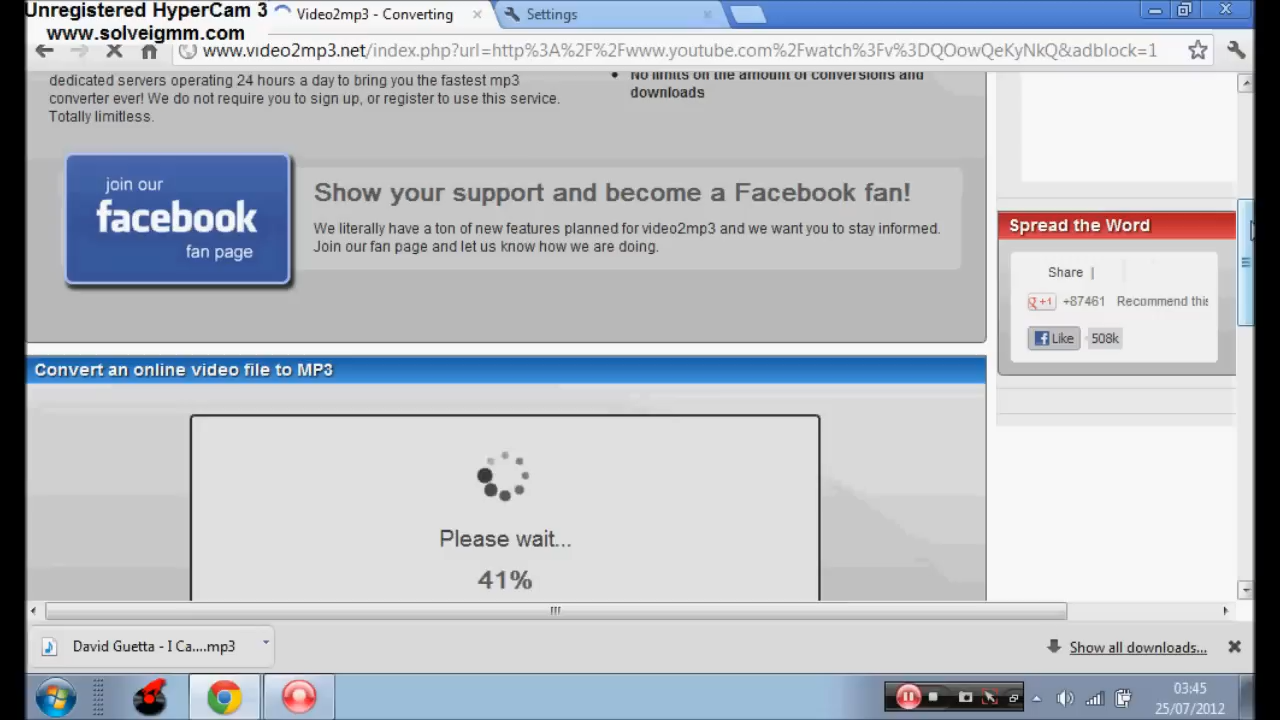 Unregistered HyperCam 3
www.solveigmm.com
Video2mp3 - Converting
Settings
www.video2mp3.net/index.php?url=http%3A%2F%2Fwww.youtube.com%2Fwatch%3Fv%3DQOowQeKyNkQ&adblock=1
dedicated servers operating 24 hours a day to bring you the fastest mp3
converter ever! We do not require you to sign up, or register to use this service.
Totally limitless.
No limits on the amount of conversions and
downloads
join our
facebook
fan page
Show your support and become a Facebook fan!
We literally have a ton of new features planned for video2mp3 and we want you to stay informed.
Join our fan page and let us know how we are doing.
Spread the Word
Share |
+1 +87461 Recommend this
Like 508k
Convert an online video file to MP3
Please wait...
41%
David Guetta - I Ca....mp3
Show all downloads...
03:45
25/07/2012